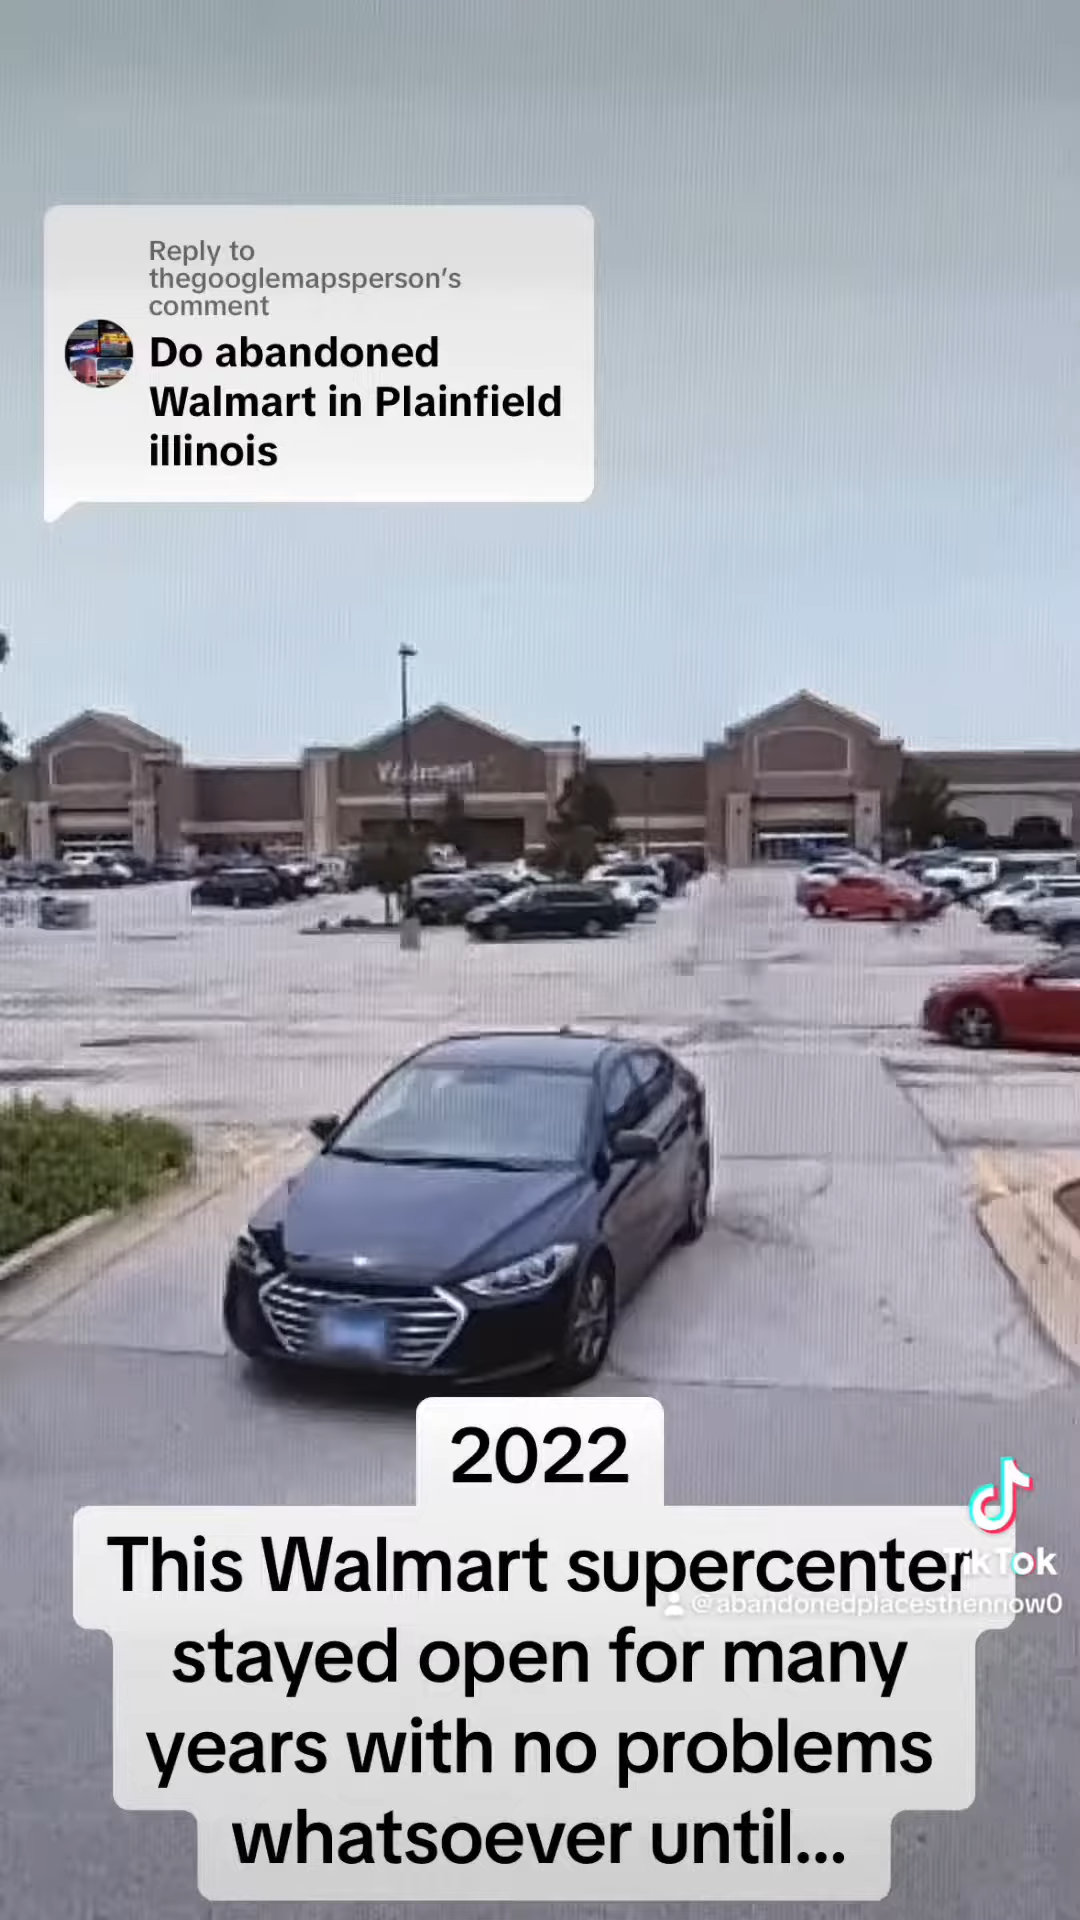 Reply to
thegooglemapsperson's
comment
Do abandoned
Walmart in Plainfield
illinois
Walmart
2022
This Walmart supercenter
stayed open for many
years with no problems
whatsoever until...
TikTok
@abandonedplacesthennow0